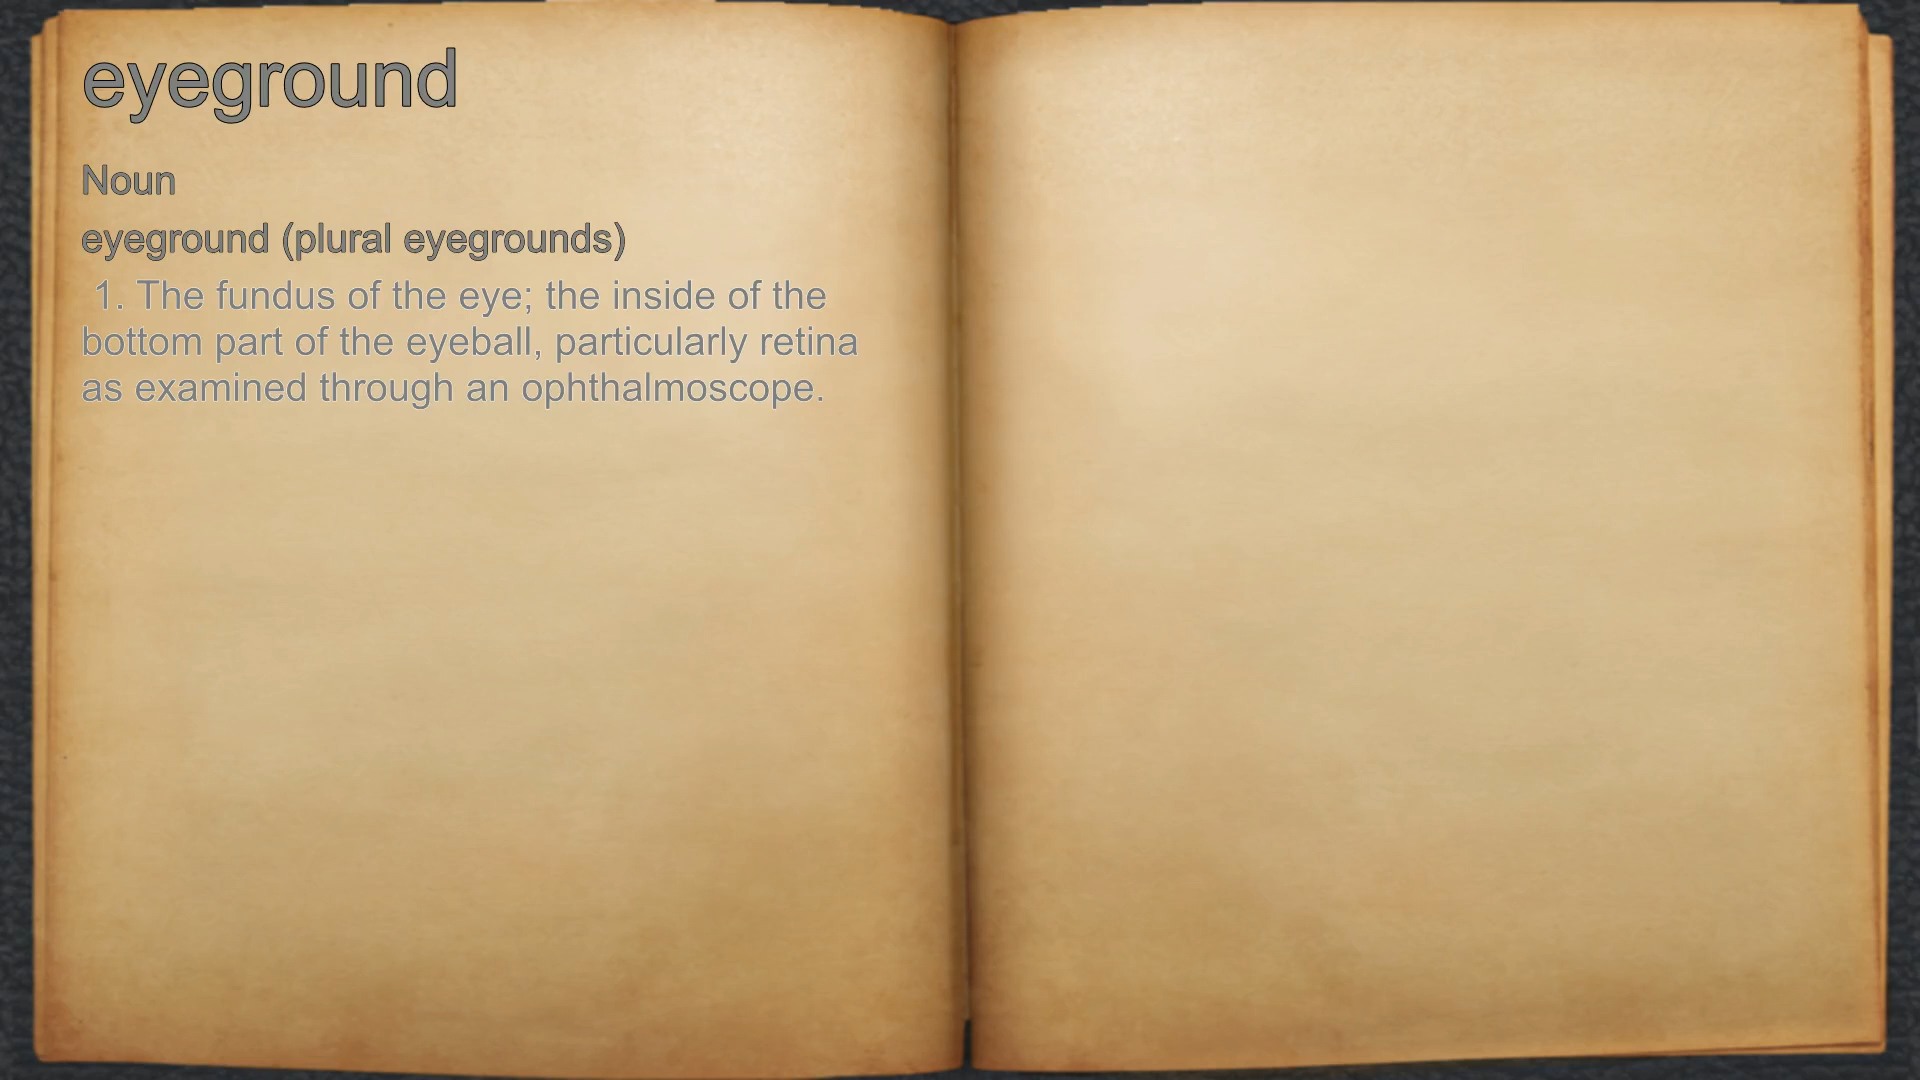 eyeground
Noun
eyeground (plural eyegrounds)
1. The fundus of the eye; the inside of the
bottom part of the eyeball, particularly retina
as examined through an ophthalmoscope.